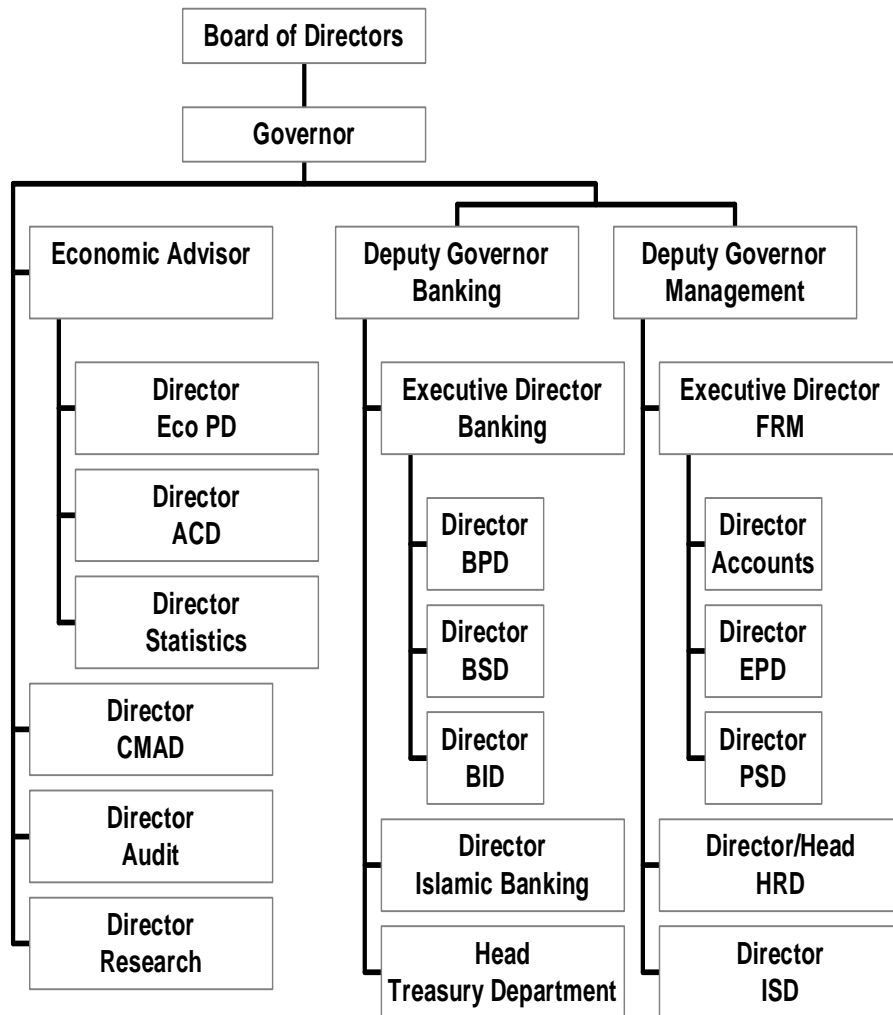 Board of Directors
Governor
Economic Advisor
Director
Eco PD
Director
ACD
Director
Statistics
Director
CMAD
Director
Audit
Director
Research
Deputy Governor
Banking
Executive Director
Banking
Director
BPD
Director
BSD
Director
BID
Director
Islamic Banking
Head
Treasury Department
Deputy Governor
Management
Executive Director
FRM
Director
Accounts
Director
EPD
Director
PSD
Director/Head
HRD
Director
ISD